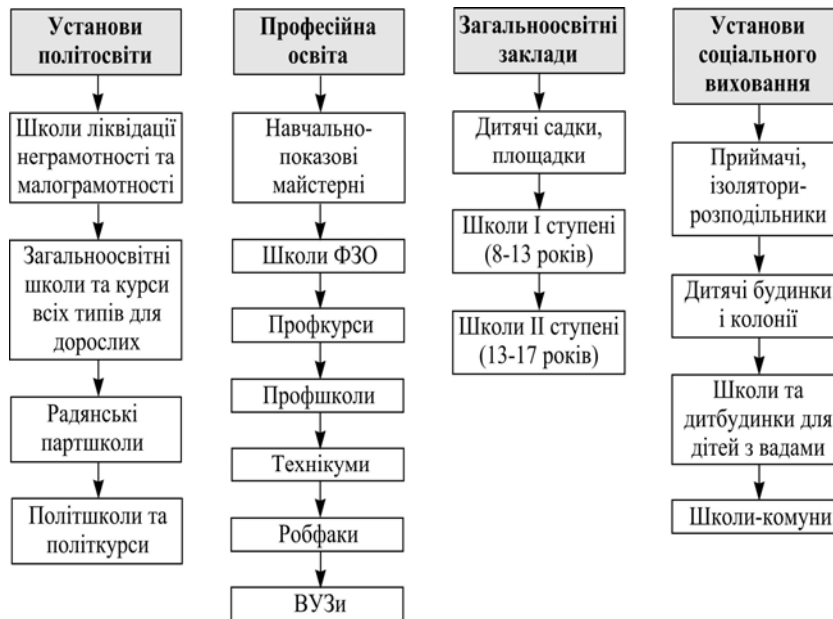 Установи
політосвіти
Школи ліквідації
неграмотності та
малограмотності
Загальноосвітні
школи та курси
всіх типів для
дорослих
Радянські
партшколи
Політшколи та
політкурси
Професійна
освіта
Навчально-
показові
майстерні
Школи ФЗО
Профкурси
Профшколи
Технікуми
Робфаки
ВУЗи
Загальноосвітні
заклади
Дитячі садки,
площадки
Школи I ступені
(8-13 років)
Школи II ступені
(13-17 років)
Установи
соціального
виховання
Приймачі,
ізолятори-
розподільники
Дитячі будинки
і колонії
Школи та
дитбудинки для
дітей з вадами
Школи-комуни